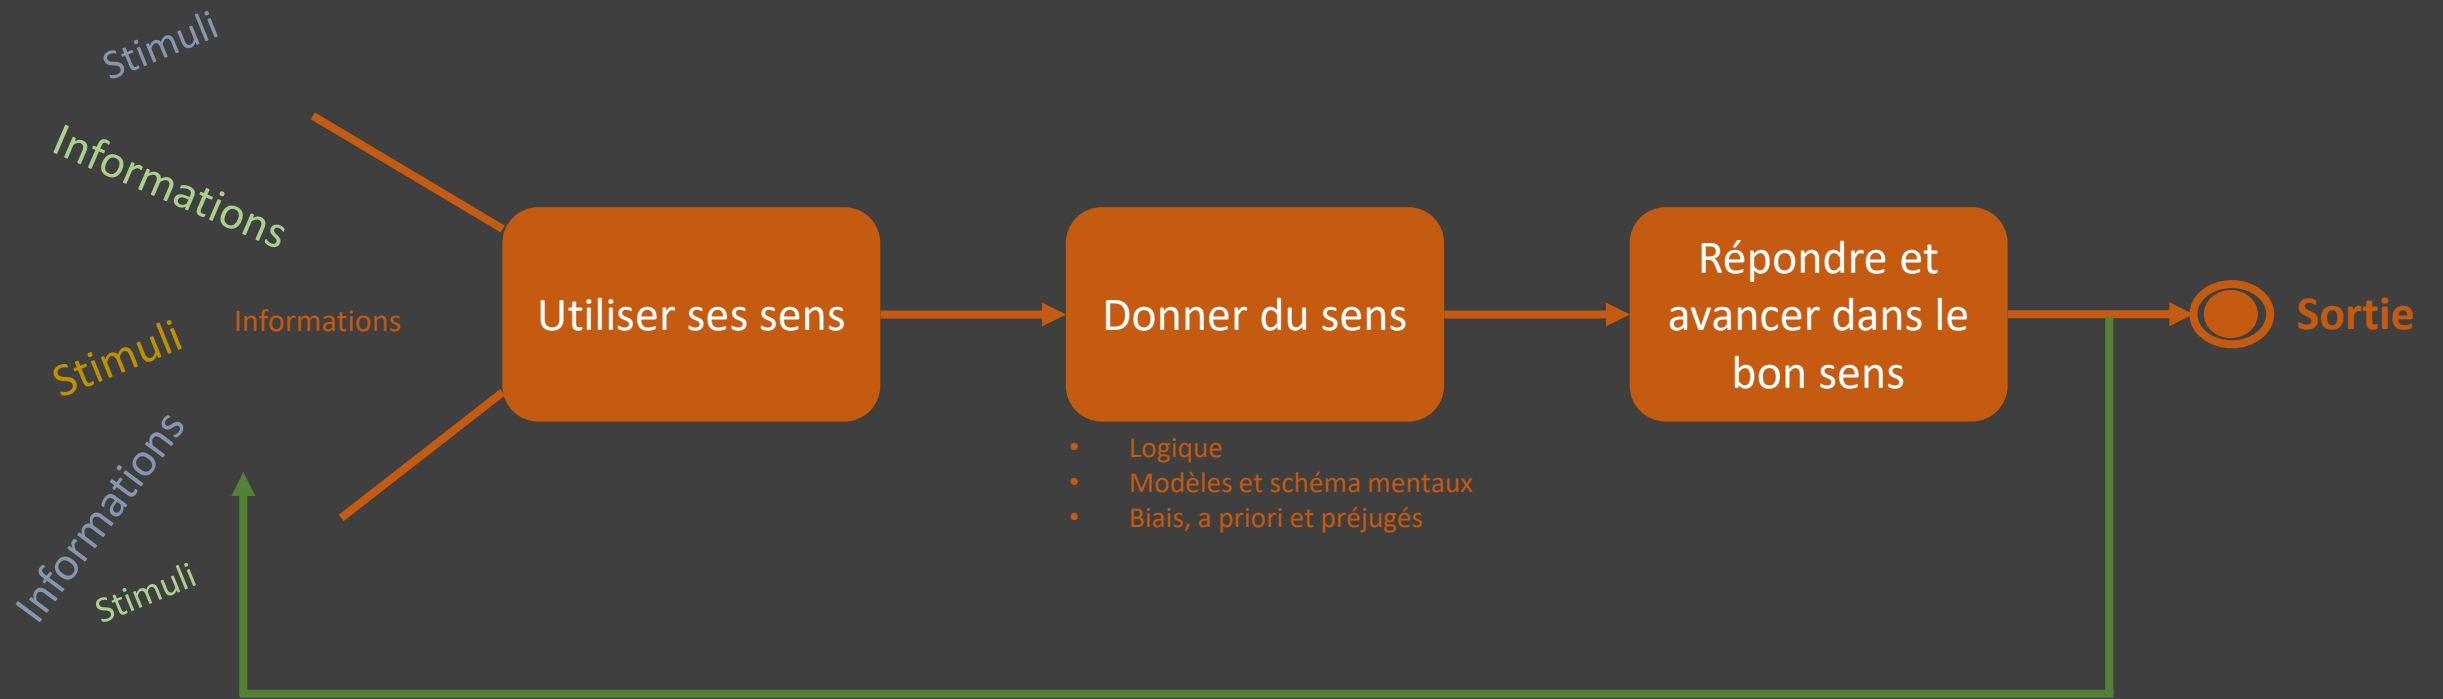 Stimuli
Informations
Informations
Stimuli
Informations
Stimuli
Utiliser ses sens
Donner du sens
• Logique
• Modèles et schéma mentaux
• Biais, a priori et préjugés
Répondre et
avancer dans le
bon sens
Sortie